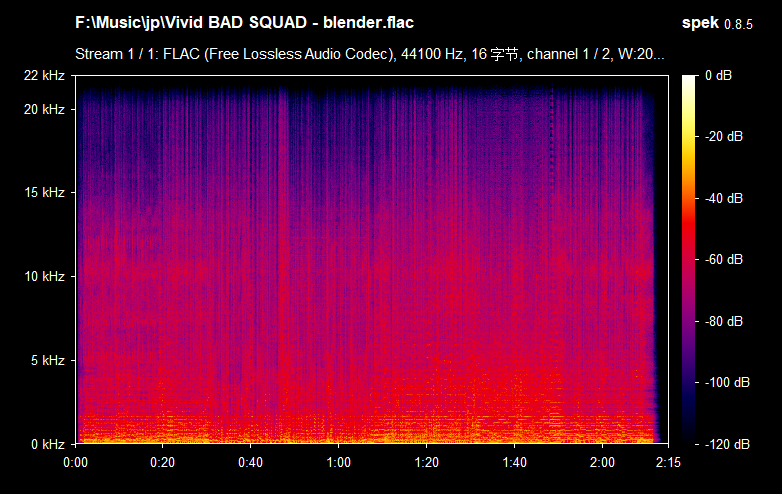 F:\Music\jp\Vivid BAD SQUAD - blender.flac
spek 0.8.5
Stream 1 / 1: FLAC (Free Lossless Audio Codec), 44100 Hz, 16 字节, channel 1 / 2, W:20...
22 kHz
20 kHz
15 kHz
10 kHz
5 kHz
0 kHz
0:00 0:20 0:40 1:00 1:20 1:40 2:00 2:15
0 dB
-20 dB
-40 dB
-60 dB
-80 dB
-100 dB
-120 dB